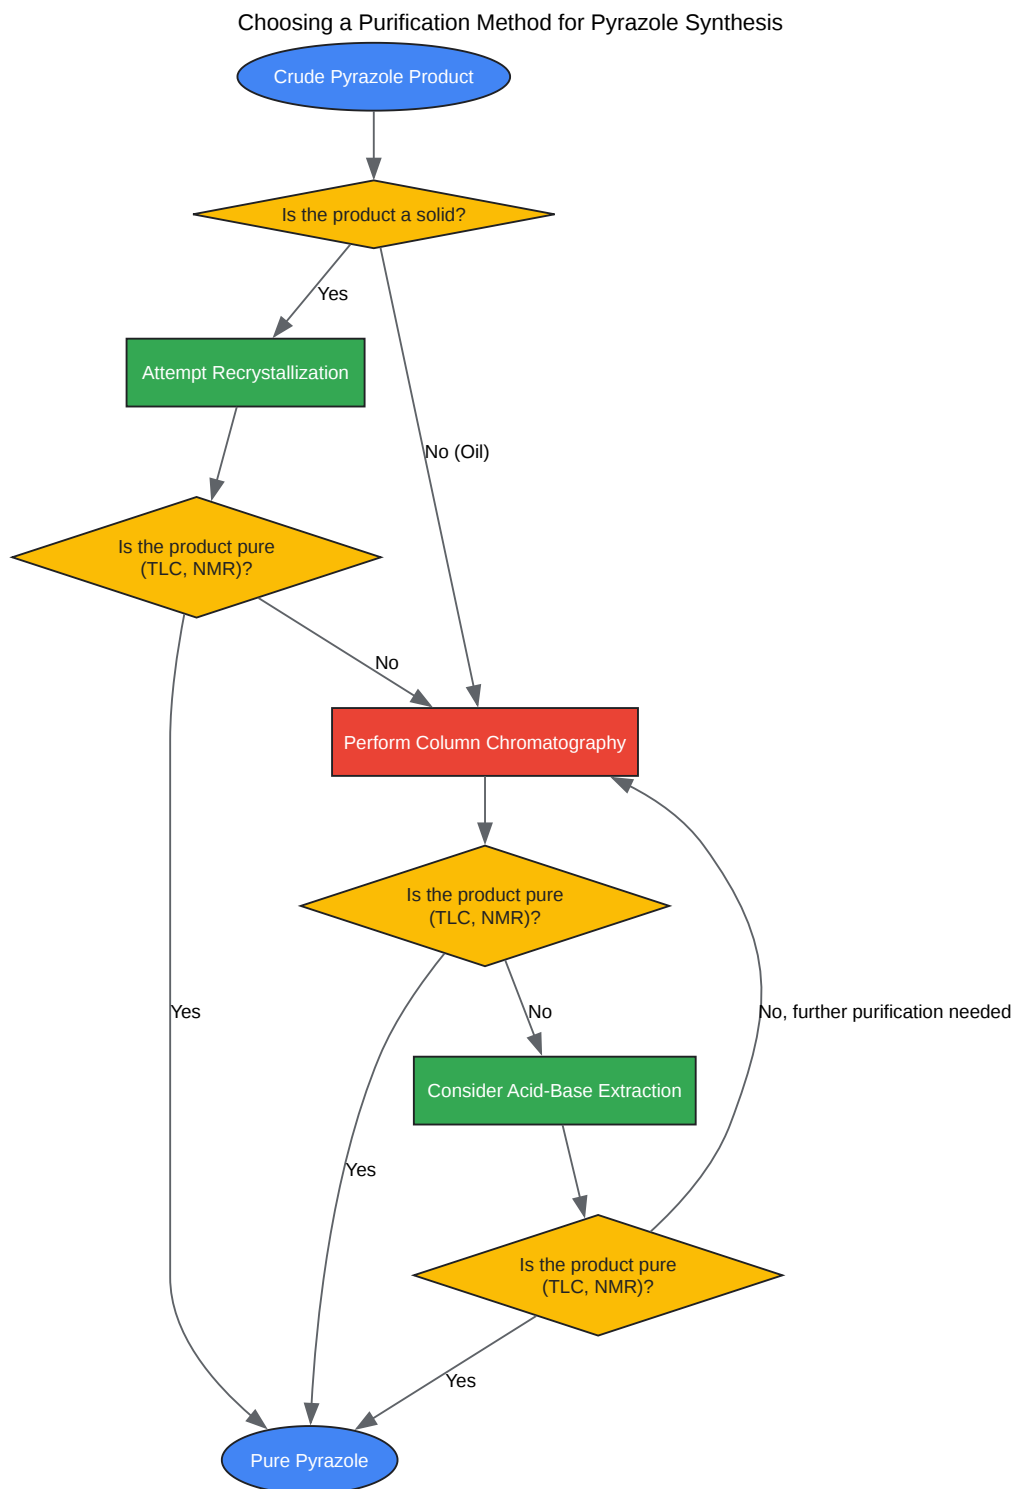 Choosing a Purification Method for Pyrazole Synthesis
Crude Pyrazole Product
Is the product a solid?
Yes
Attempt Recrystallization
No (Oil)
Is the product pure
(TLC, NMR)?
No
Perform Column Chromatography
Is the product pure
(TLC, NMR)?
Yes
No
No, further purification needed
Consider Acid-Base Extraction
Yes
Is the product pure
(TLC, NMR)?
Yes
Pure Pyrazole